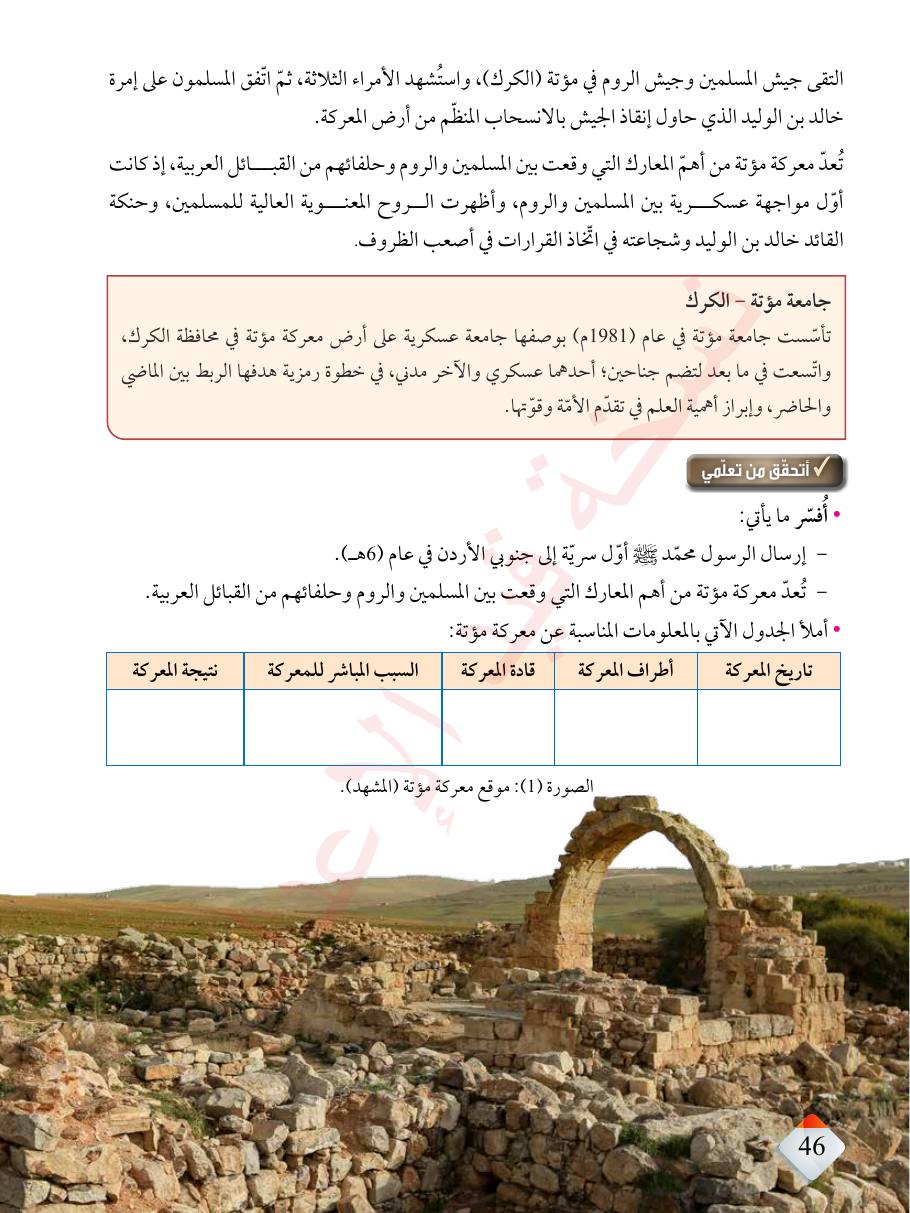 التقى جيش المسلمين وجيش الروم في مؤتة (الكرك)، واستُشهد الأمراء الثلاثة، ثمّ اتّفق المسلمون على إمرة
خالد بن الوليد الذي حاول إنقاذ الجيش بالانسحاب المنظّم من أرض المعركة.
تُعدّ معركة مؤتة من أهمّ المعارك التي وقعت بين المسلمين والروم وحلفائهم من القبـــــائل العربية، إذ كانت
أوّل مواجهة عسكـــــرية بين المسلمين والروم، وأظهرت الـــروح المعنـــوية العالية للمسلمين، وحنكة
القائد خالد بن الوليد وشجاعته في اتّخاذ القرارات في أصعب الظروف.
جامعة مؤتة – الكرك
تأسّست جامعة مؤتة في عام (1981م) بوصفها جامعة عسكرية على أرض معركة مؤتة في محافظة الكرك،
واتّسعت في ما بعد لتضم جناحين؛ أحدهما عسكري والآخر مدني، في خطوة رمزية هدفها الربط بين الماضي
والحاضر، وإبراز أهمية العلم في تقدّم الأمّة وقوّتها.
✓ أتحقّق من تعلّمي
• أُفسّر ما يأتي:
– إرسال الرسول محمّد ﷺ أوّل سريّة إلى جنوبي الأردن في عام (6هـ).
– تُعدّ معركة مؤتة من أهم المعارك التي وقعت بين المسلمين والروم وحلفائهم من القبائل العربية.
• أملأ الجدول الآتي بالمعلومات المناسبة عن معركة مؤتة:
تاريخ المعركة أطراف المعركة قادة المعركة السبب المباشر للمعركة نتيجة المعركة
الصورة (1): موقع معركة مؤتة (المشهد).
46